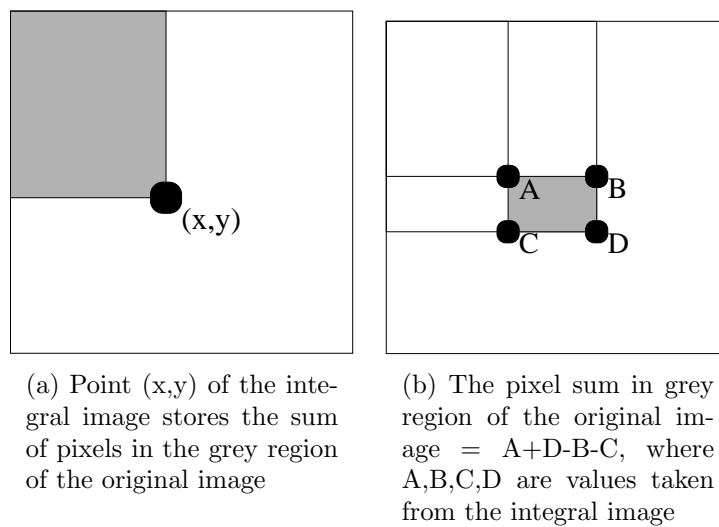 (x,y)
A
B
C
D
(a) Point (x,y) of the inte-
gral image stores the sum
of pixels in the grey region
of the original image
(b) The pixel sum in grey
region of the original im-
age = A+D-B-C, where
A,B,C,D are values taken
from the integral image